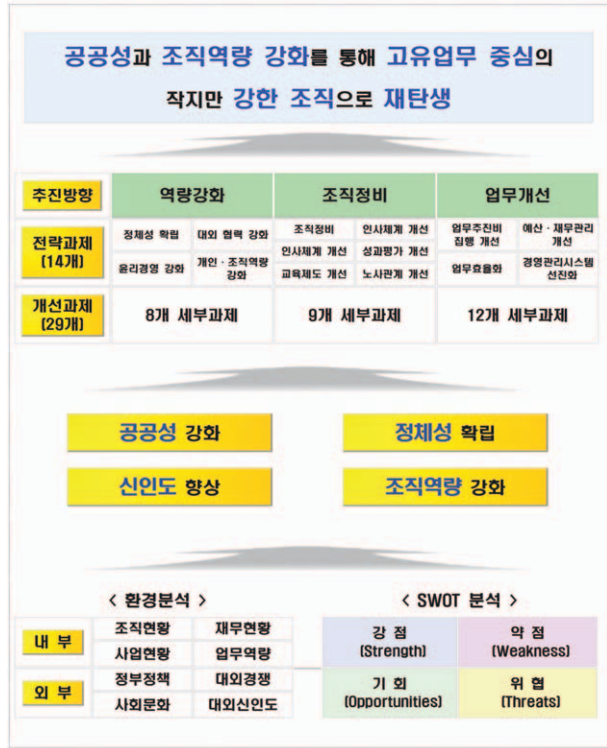 공공성과 조직역량 강화를 통해 고유업무 중심의
작지만 강한 조직으로 재탄생
추진방향 역량강화 조직정비 업무개선
전략과제
(14개)
정체성 확립 대외 협력 강화
윤리경영 강화 개인·조직역량
강화
조직정비 인사체계 개선
인사체계 개선 성과평가 개선
교육제도 개선 노사관계 개선
업무추진비
집행 개선
예산·재무관리
개선
업무효율화 경영관리시스템
선진화
개선과제
(29개)
8개 세부과제 9개 세부과제 12개 세부과제
공공성 강화 정체성 확립
신인도 향상 조직역량 강화
< 환경분석 > < SWOT 분석 >
내 부
조직현황 재무현황
사업현황 업무역량
외 부
정부정책 대외경쟁
사회문화 대외신인도
강 점
(Strength)
약 점
(Weakness)
기 회
(Opportunities)
위 협
(Threats)